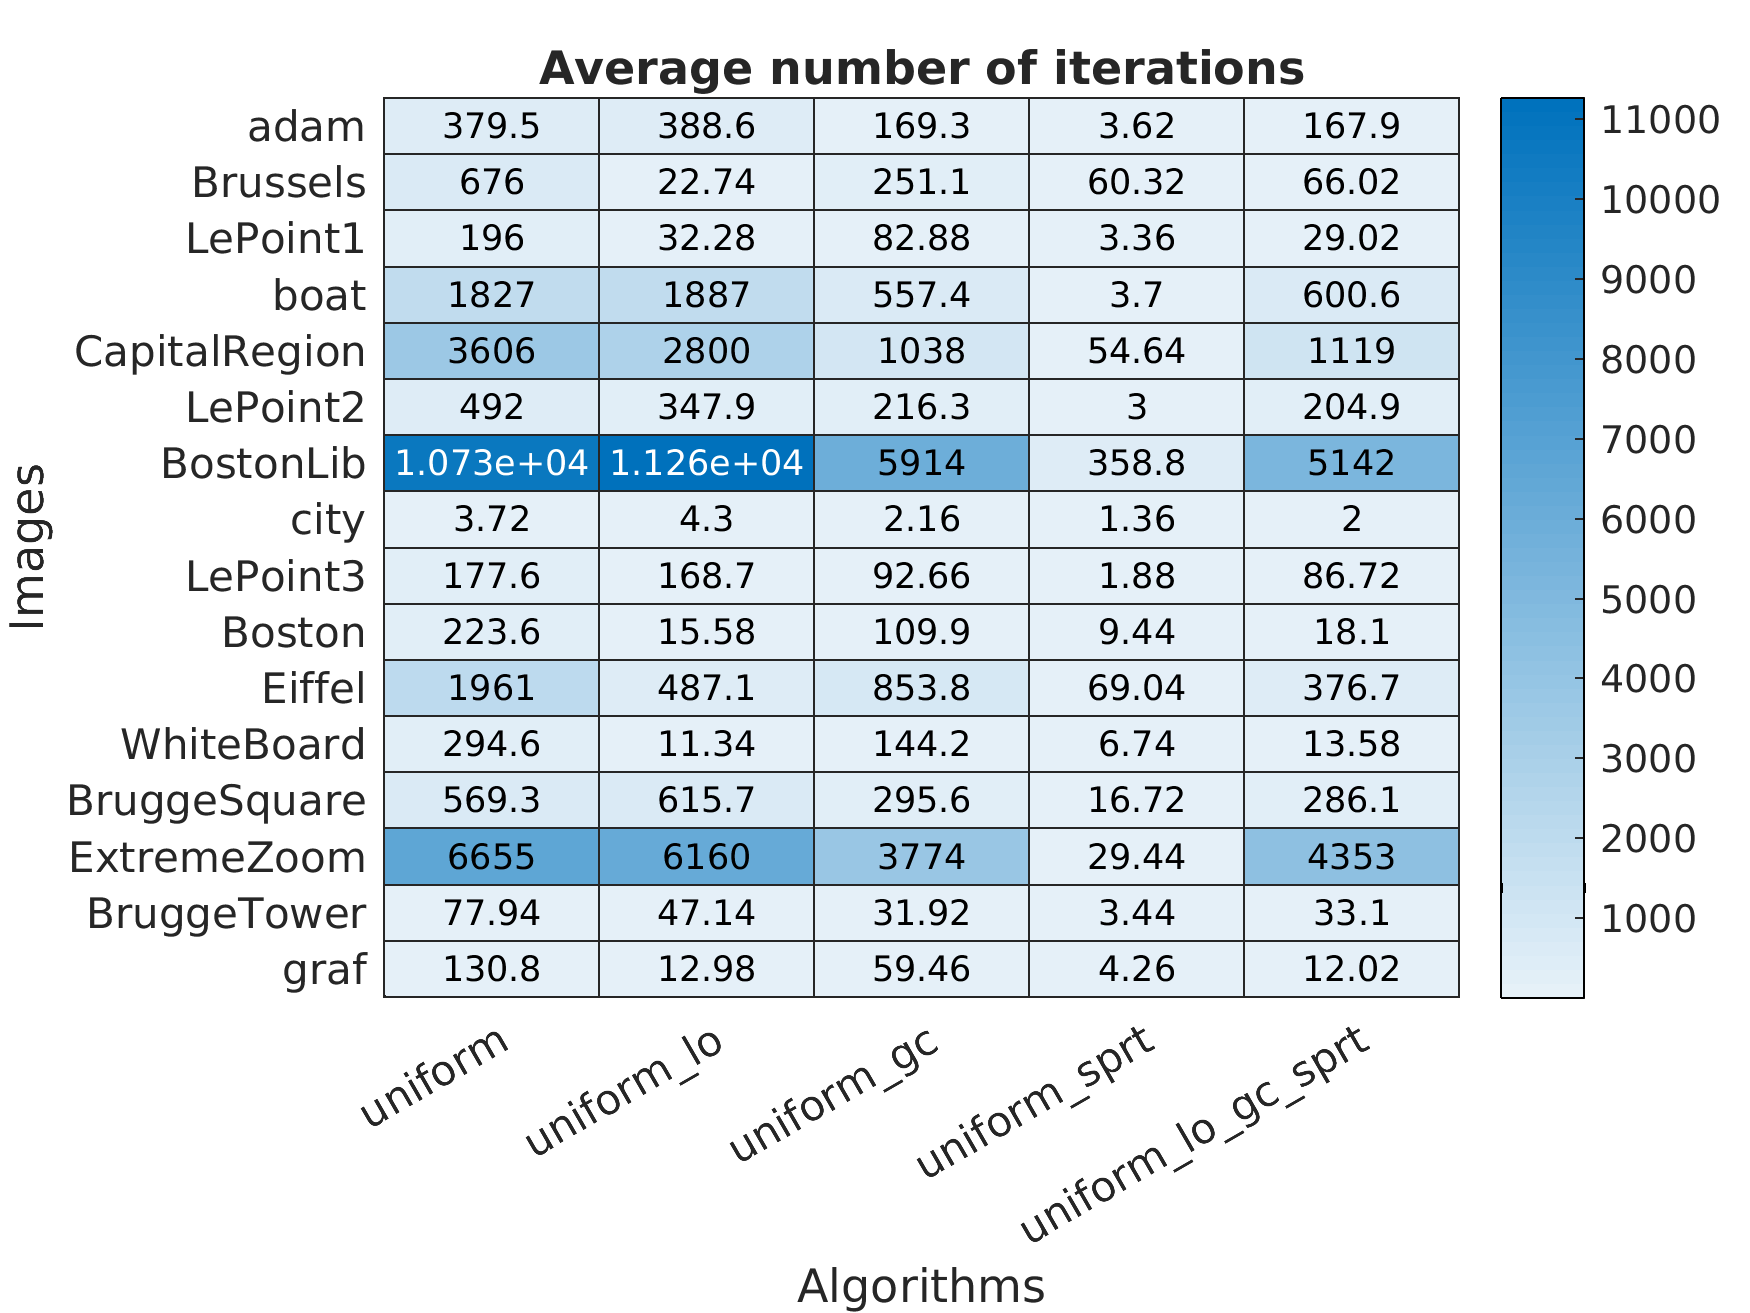 Average number of iterations
adam 379.5 388.6 169.3 3.62 167.9
Brussels 676 22.74 251.1 60.32 66.02
LePoint1 196 32.28 82.88 3.36 29.02
boat 1827 1887 557.4 3.7 600.6
CapitalRegion 3606 2800 1038 54.64 1119
LePoint2 492 347.9 216.3 3 204.9
BostonLib 1.073e+04 1.126e+04 5914 358.8 5142
city 3.72 4.3 2.16 1.36 2
LePoint3 177.6 168.7 92.66 1.88 86.72
Boston 223.6 15.58 109.9 9.44 18.1
Eiffel 1961 487.1 853.8 69.04 376.7
WhiteBoard 294.6 11.34 144.2 6.74 13.58
BruggeSquare 569.3 615.7 295.6 16.72 286.1
ExtremeZoom 6655 6160 3774 29.44 4353
BruggeTower 77.94 47.14 31.92 3.44 33.1
graf 130.8 12.98 59.46 4.26 12.02
uniform uniform_lo uniform_gc uniform_sprt uniform_lo_gc_sprt
Algorithms
Images
11000
10000
9000
8000
7000
6000
5000
4000
3000
2000
1000